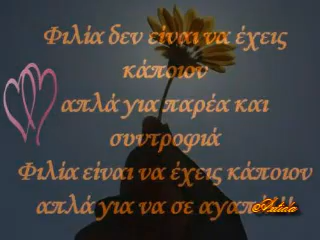 Φιλία δεν είναι να έχεις
κάποιον
απλά για παρέα και
συντροφιά
Φιλία είναι να έχεις κάποιον
απλά για να σε αγαπά!!